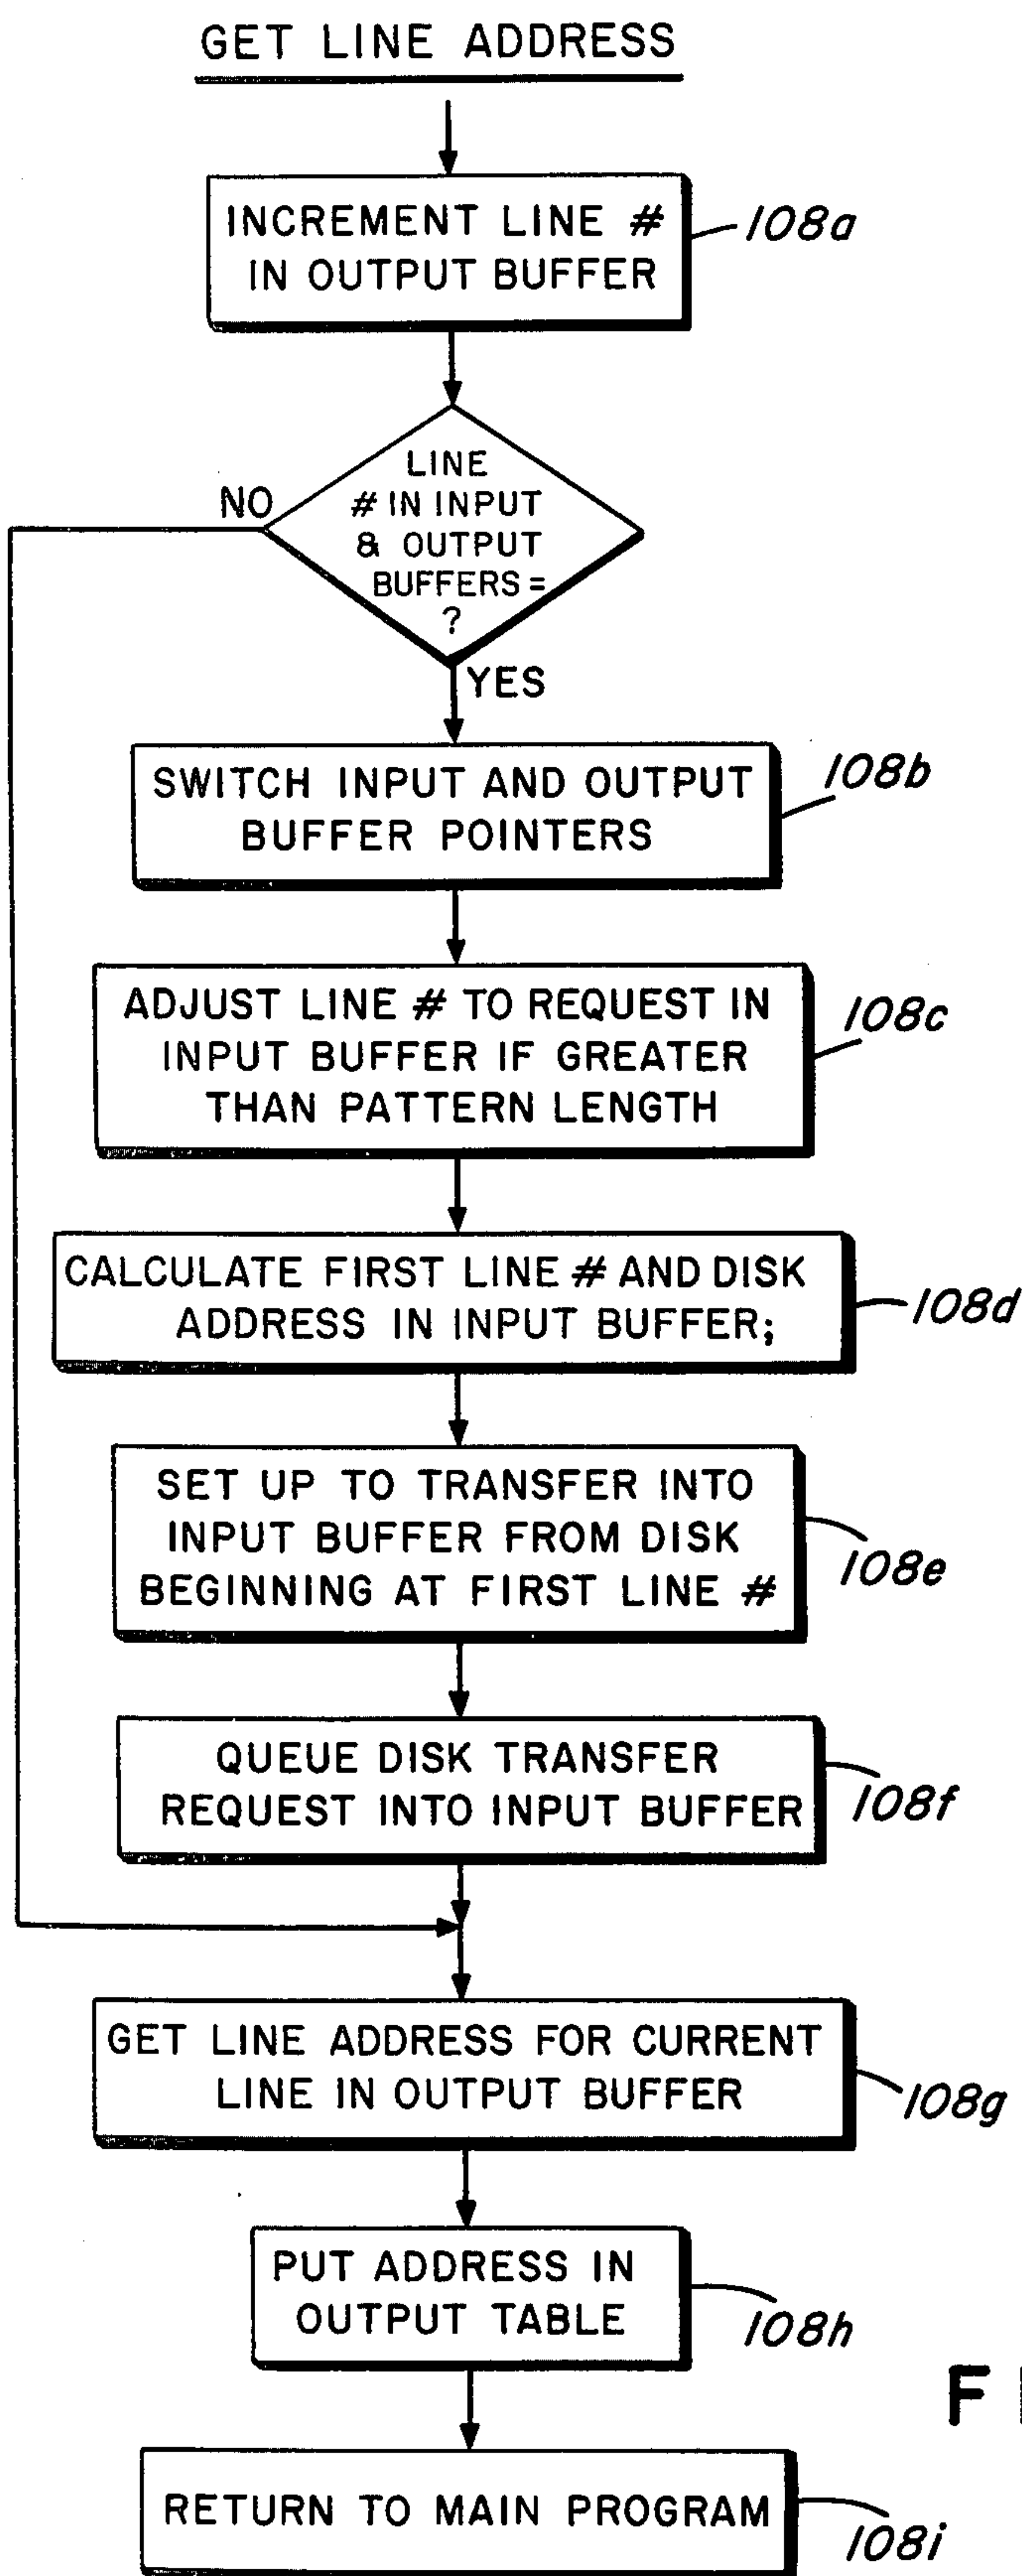 GET LINE ADDRESS
INCREMENT LINE #
IN OUTPUT BUFFER
108a
LINE
# IN INPUT
& OUTPUT
BUFFERS =
?
NO
YES
SWITCH INPUT AND OUTPUT
BUFFER POINTERS
108b
ADJUST LINE # TO REQUEST IN
INPUT BUFFER IF GREATER
THAN PATTERN LENGTH
108c
CALCULATE FIRST LINE # AND DISK
ADDRESS IN INPUT BUFFER;
108d
SET UP TO TRANSFER INTO
INPUT BUFFER FROM DISK
BEGINNING AT FIRST LINE #
108e
QUEUE DISK TRANSFER
REQUEST INTO INPUT BUFFER
108f
GET LINE ADDRESS FOR CURRENT
LINE IN OUTPUT BUFFER
108g
PUT ADDRESS IN
OUTPUT TABLE
108h
F
RETURN TO MAIN PROGRAM
108i